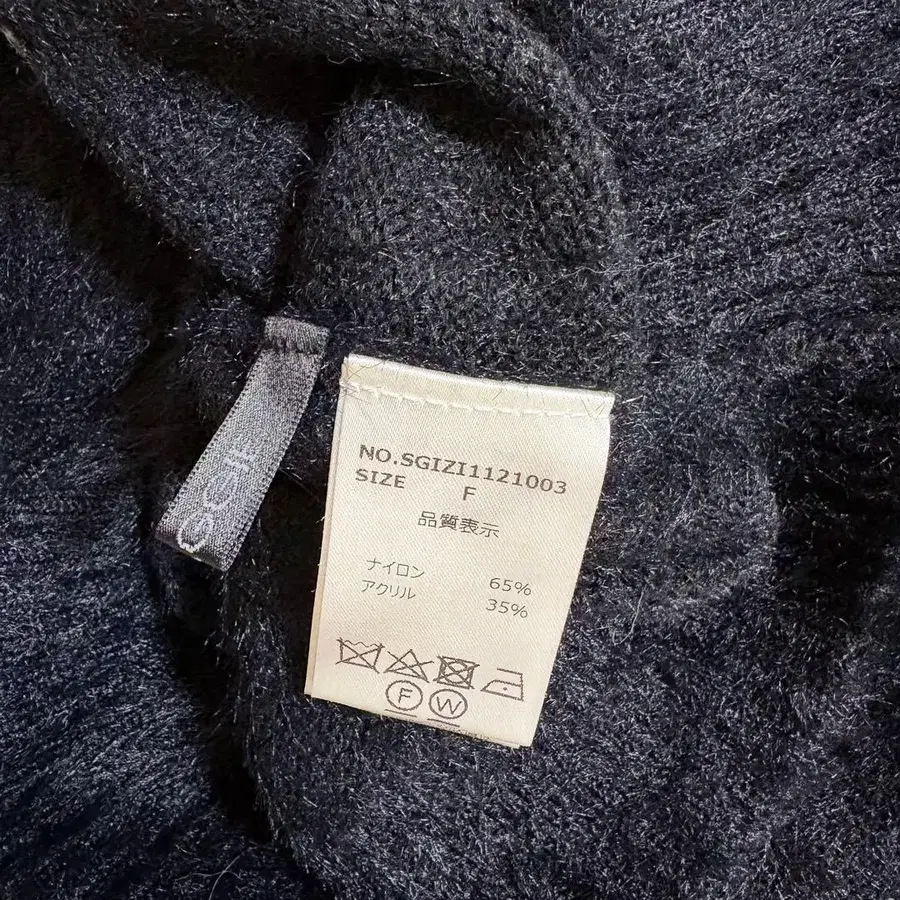 NO.SGIZI1121003
SIZE F
品質表示
ナイロン 65%
アクリル 35%
F W